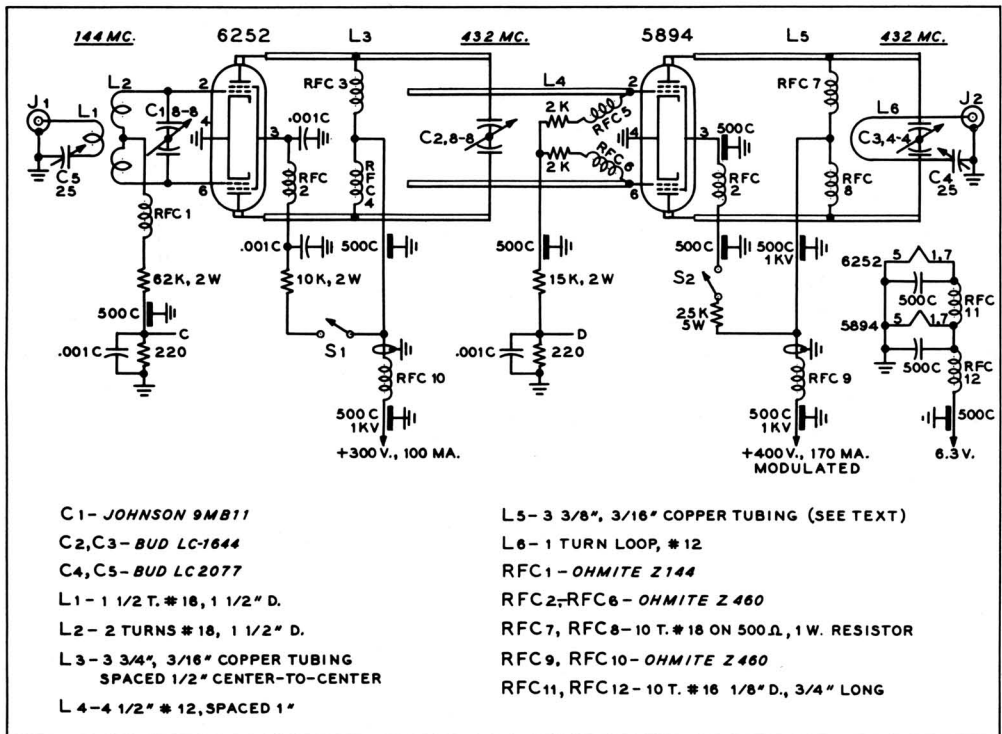 144 MC.
6252
L3
432 MC.
5894
L5
432 MC.
J1
L1
L2
C1, 8-8
C5
25
2
4
3
6
.001C
RFC 3
RFC
4
RFC
2
C2, 8-8
L4
2K
RFC5
2K
RFC6
2
4
3
6
500C
RFC
2
RFC 7
RFC
8
L6
J2
C3, 4-4
C4
25
RFC 1
.001C
500C
500C
500C
500C
1KV
62K, 2W
10K, 2W
15K, 2W
S2
25K
5W
6252
5
1,7
500C
RFC
11
5894
5
1,7
500C
RFC
12
500C
C
.001C
220
S1
RFC 10
500C
1KV
+300 V., 100 MA.
D
.001C
220
RFC 9
500C
1KV
+400 V., 170 MA.
MODULATED
500C
6.3 V.
C1- JOHNSON 9MB11
C2, C3- BUD LC-1644
C4, C5- BUD LC2077
L1- 1 1/2 T. #18, 1 1/2" D.
L2- 2 TURNS #18, 1 1/2" D.
L3- 3 3/4", 3/16" COPPER TUBING
SPACED 1/2" CENTER-TO-CENTER
L4-4 1/2" #12, SPACED 1"
L5- 3 3/8", 3/16" COPPER TUBING (SEE TEXT)
L6- 1 TURN LOOP, #12
RFC1 - OHMITE Z144
RFC2,-RFC6 - OHMITE Z460
RFC7, RFC8-10 T. #18 ON 500Ω, 1 W. RESISTOR
RFC9, RFC10- OHMITE Z460
RFC11, RFC12-10 T. #16 1/8" D., 3/4" LONG